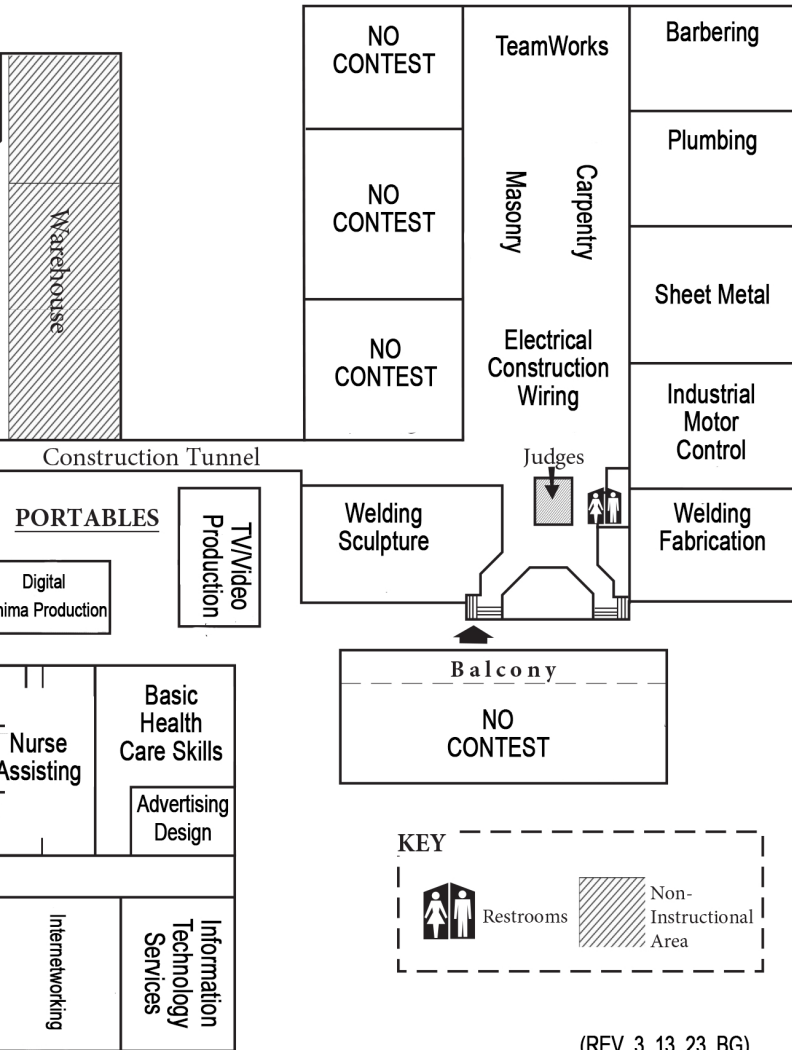 NO
CONTEST
TeamWorks
Barbering
Plumbing
NO
CONTEST
Masonry
Carpentry
Warehouse
Sheet Metal
NO
CONTEST
Electrical
Construction
Wiring
Industrial
Motor
Control
Construction Tunnel
Judges
PORTABLES
TV/Video
Production
Welding
Sculpture
Welding
Fabrication
Digital
nima Production
Balcony
NO
CONTEST
Nurse
Assisting
Basic
Health
Care Skills
Advertising
Design
KEY
Restrooms
Non-
Instructional
Area
Internetworking
Information
Technology
Services
(REV 3 13 23 BG)